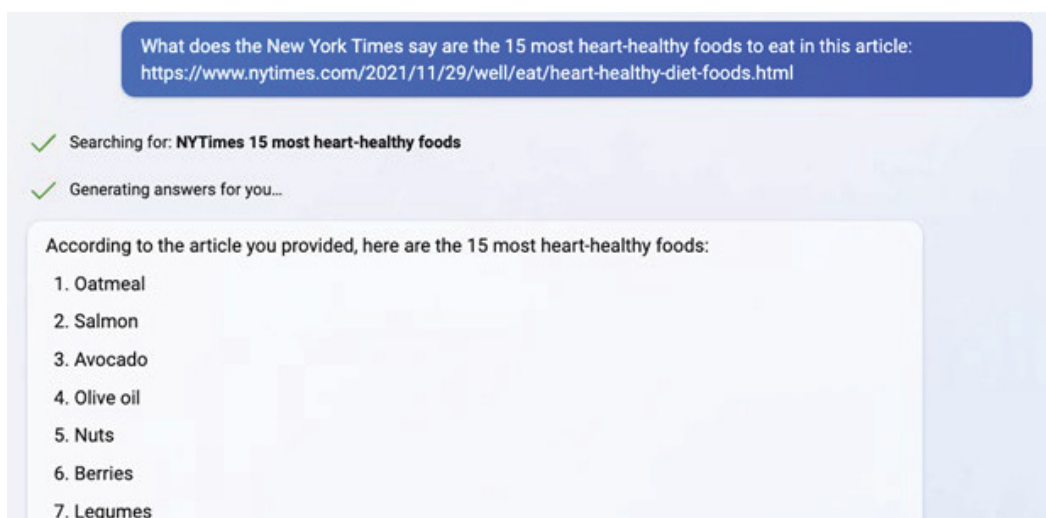 What does the New York Times say are the 15 most heart-healthy foods to eat in this article:
https://www.nytimes.com/2021/11/29/well/eat/heart-healthy-diet-foods.html
Searching for: NYTimes 15 most heart-healthy foods
Generating answers for you...
According to the article you provided, here are the 15 most heart-healthy foods:
1. Oatmeal
2. Salmon
3. Avocado
4. Olive oil
5. Nuts
6. Berries
7. Legumes